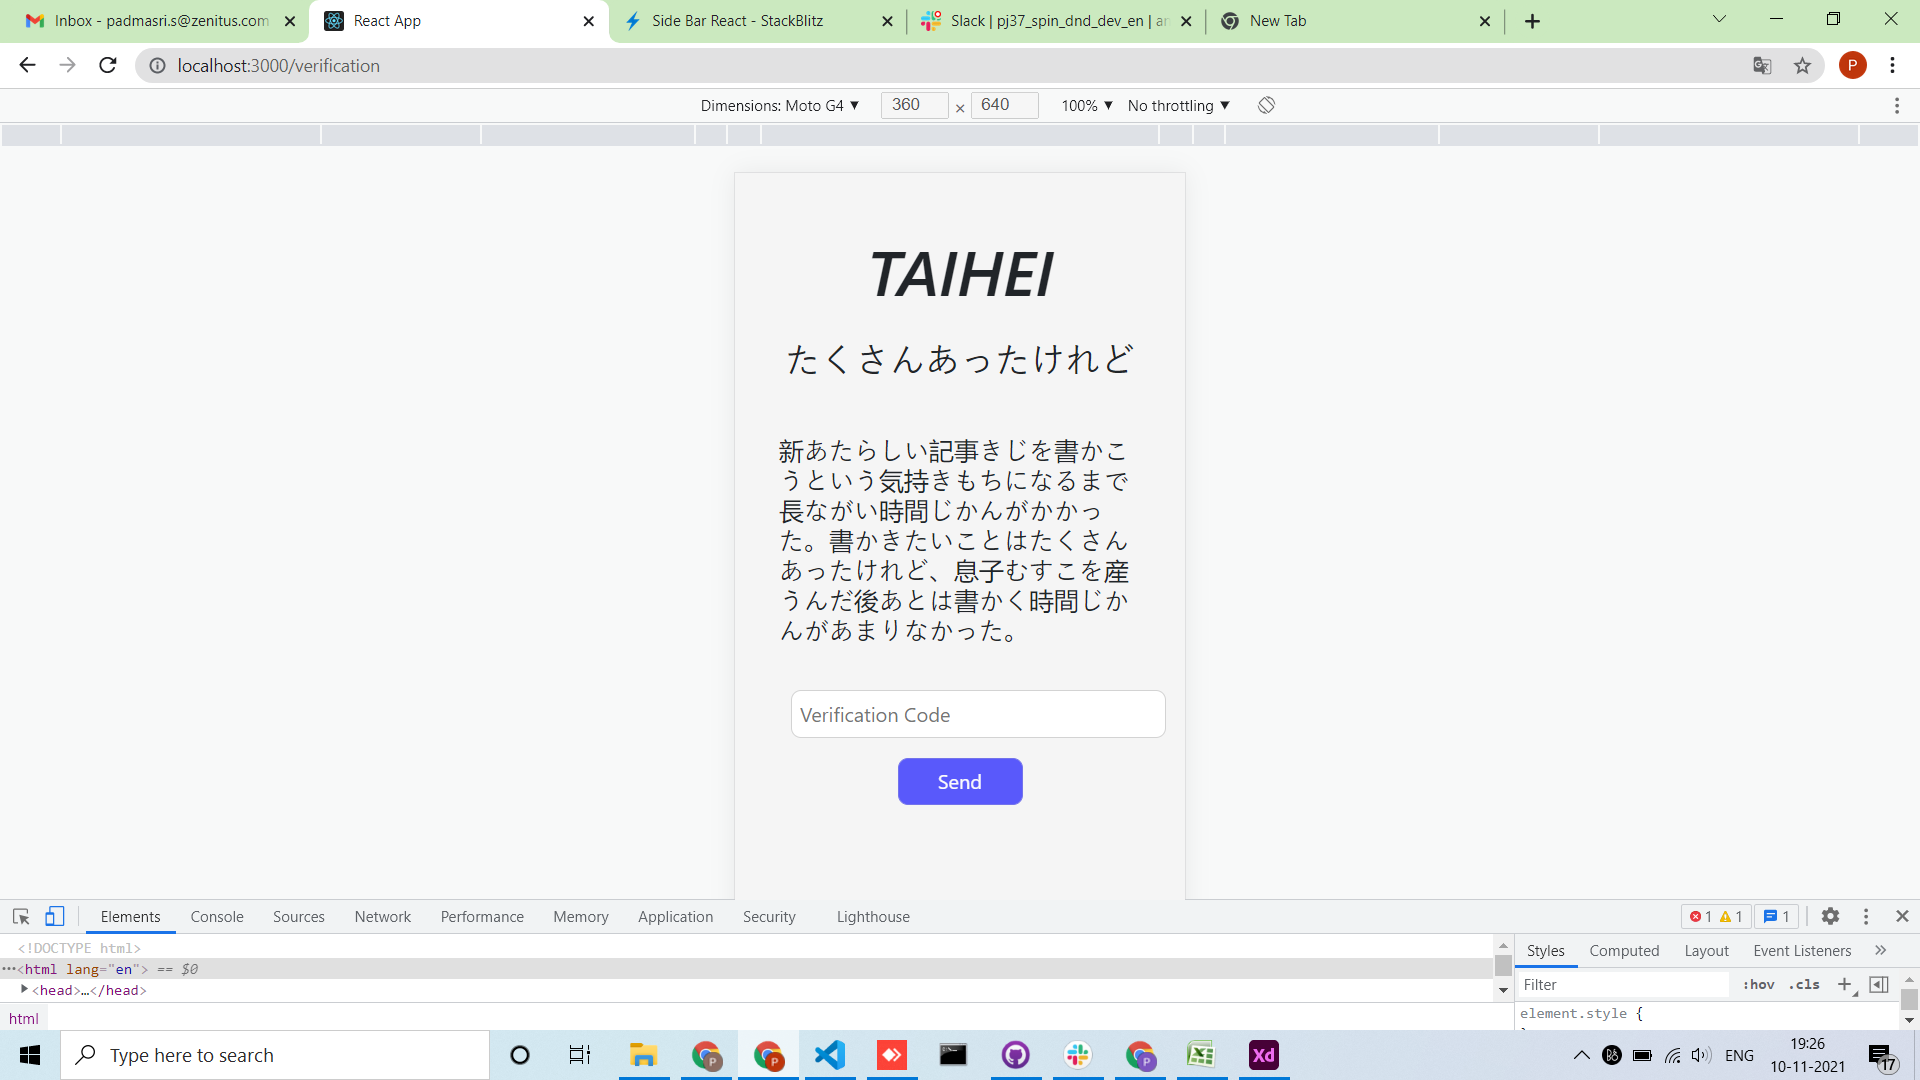 Inbox - padmasri.s@zenitus.com
React App
Side Bar React - StackBlitz
Slack | pj37_spin_dnd_dev_en | an
New Tab
localhost:3000/verification
P
Dimensions: Moto G4 ▼ 360 × 640 100% ▼ No throttling ▼
TAIHEI
たくさんあったけれど
新あたらしい記事きじを書かこ
うという気持きもちになるまで
長ながい時間じかんがかかっ
た。書かきたいことはたくさん
あったけれど、息子むすこを産
うんだ後あとは書かく時間じか
んがあまりなかった。
Verification Code
Send
Elements Console Sources Network Performance Memory Application Security Lighthouse 1 1 1
<!DOCTYPE html>
…<html lang="en"> == $0
<head>…</head>
html
Styles Computed Layout Event Listeners »
Filter :hov .cls +
element.style {
}
Type here to search
P
P
P
Xd
ENG
19:26
10-11-2021
17